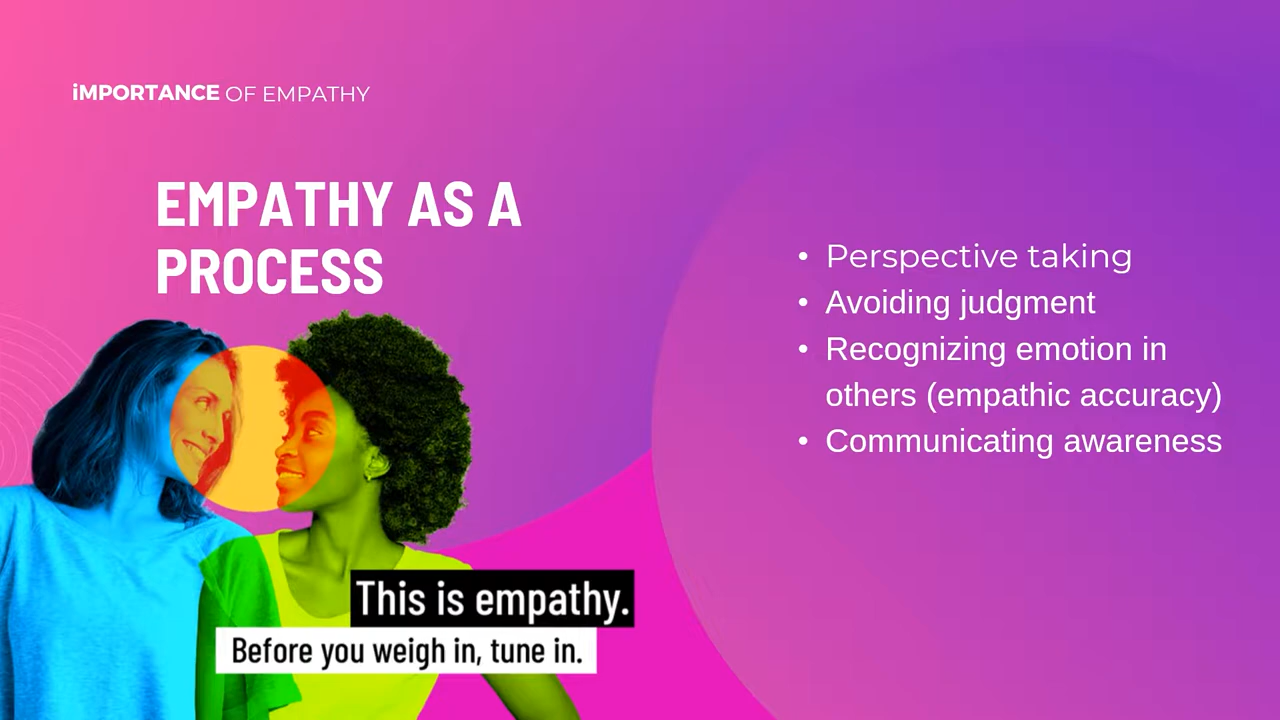 iMPORTANCE OF EMPATHY
EMPATHY AS A
PROCESS
• Perspective taking
• Avoiding judgment
• Recognizing emotion in
others (empathic accuracy)
• Communicating awareness
This is empathy.
Before you weigh in, tune in.